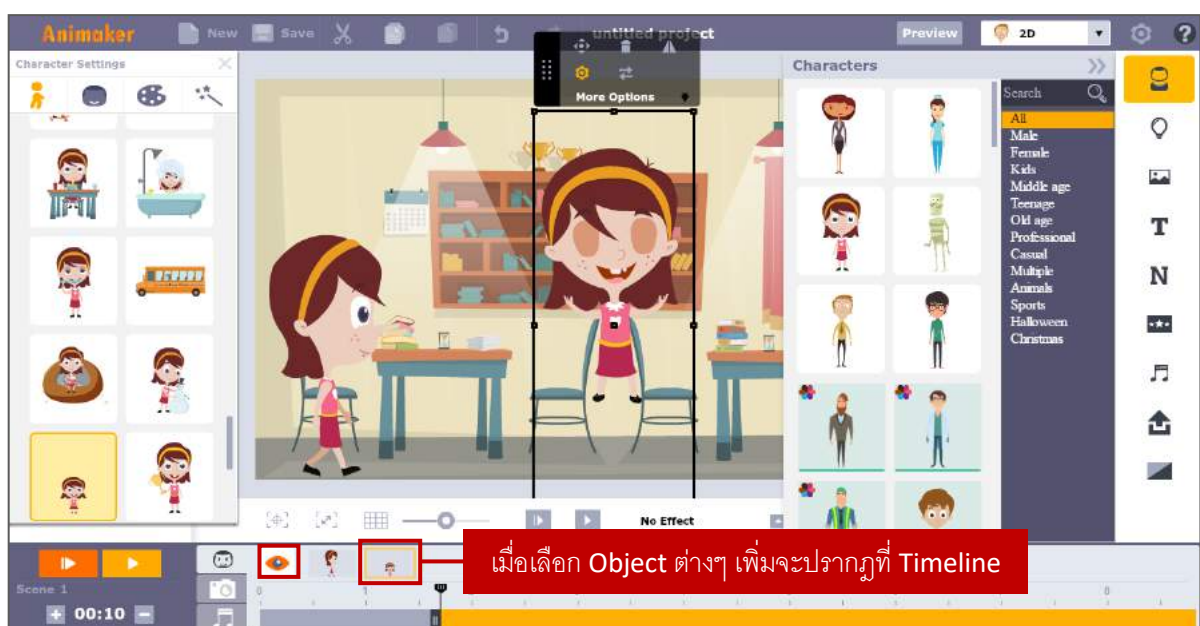 Animaker New Save untitled project Preview 2D ?
Character Settings
More Options
Characters
Search
All
Male
Female
Kids
Middle age
Teenage
Old age
Professional
Casual
Multiple
Animals
Sports
Halloween
Christmas
T
N
No Effect
เมื่อเลือก Object ต่างๆ เพิ่มจะปรากฏที่ Timeline
Scene 1
0 1
+ 00:10 -